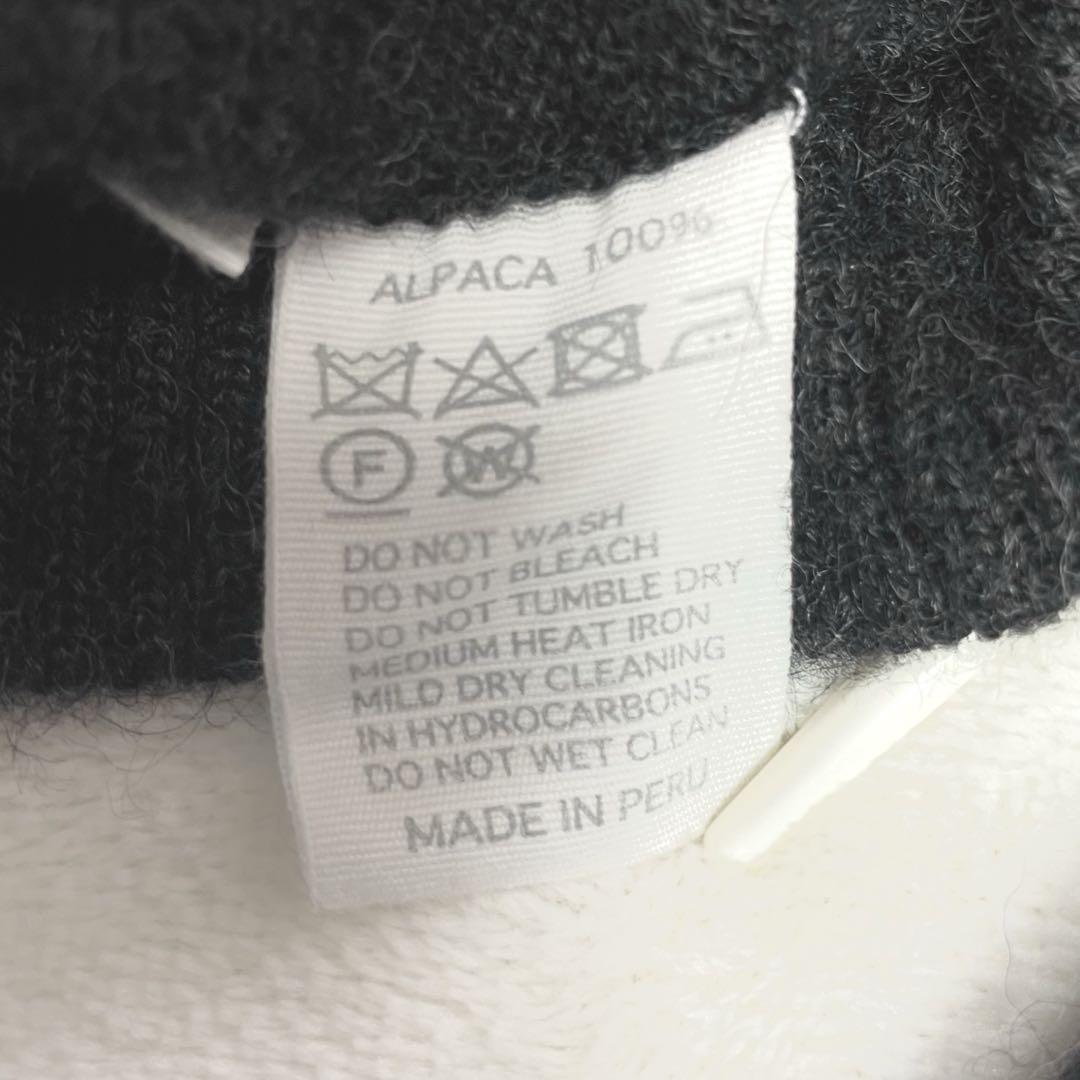 ALPACA 100%
F W
DO NOT WASH
DO NOT BLEACH
DO NOT TUMBLE DRY
MEDIUM HEAT IRON
MILD DRY CLEANING
IN HYDROCARBONS
DO NOT WET CLEAN
MADE IN PERU